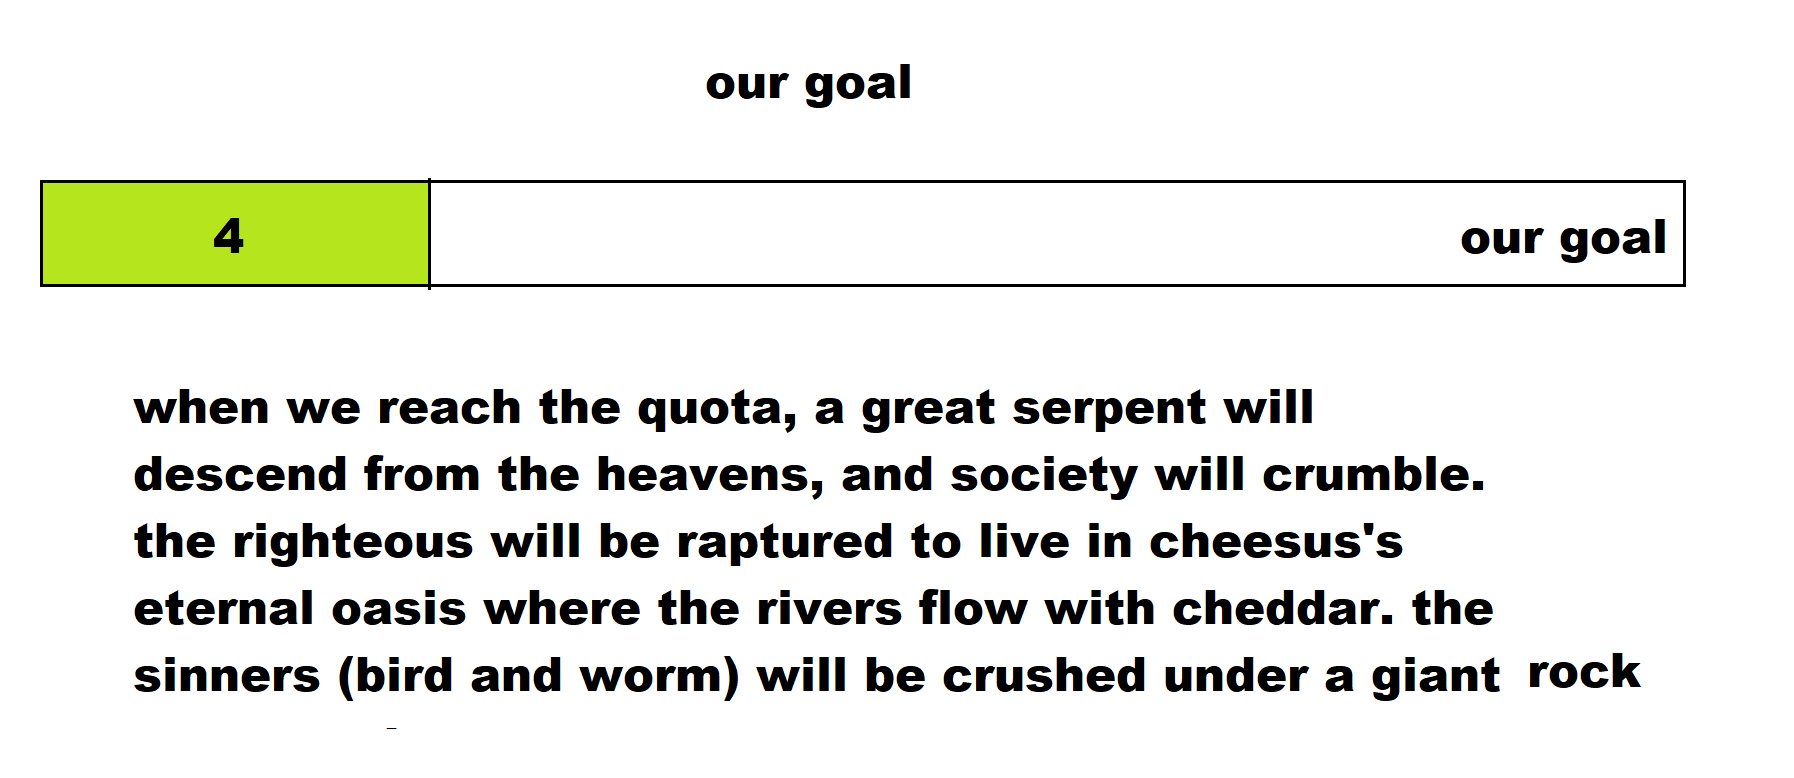 our goal
4 our goal
when we reach the quota, a great serpent will
descend from the heavens, and society will crumble.
the righteous will be raptured to live in cheesus's
eternal oasis where the rivers flow with cheddar. the
sinners (bird and worm) will be crushed under a giant rock